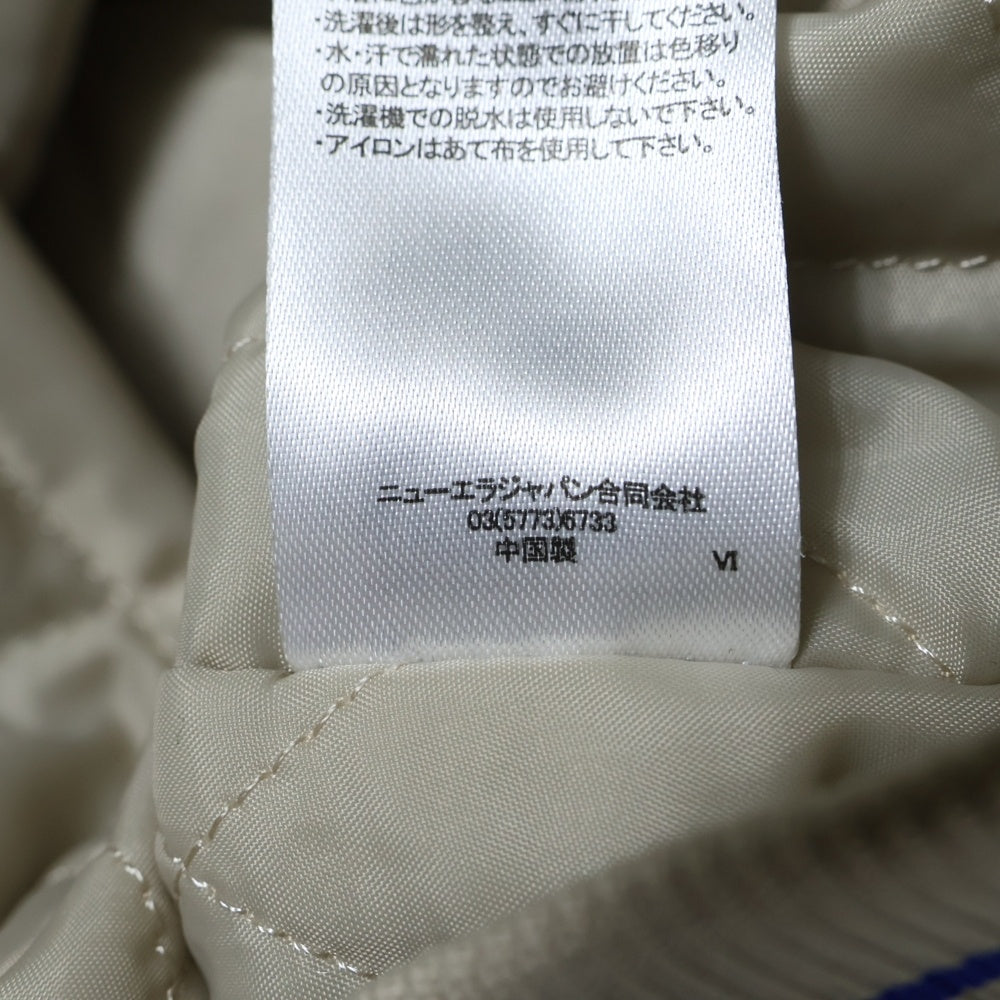 ・洗濯後は形を整え、すぐに干してください。
・水・汗で濡れた状態での放置は色移り
の原因となりますのでお避けください。
・洗濯機での脱水は使用しないで下さい。
・アイロンはあて布を使用して下さい。
ニューエラジャパン合同会社
03(5773)6733
中国製
VI